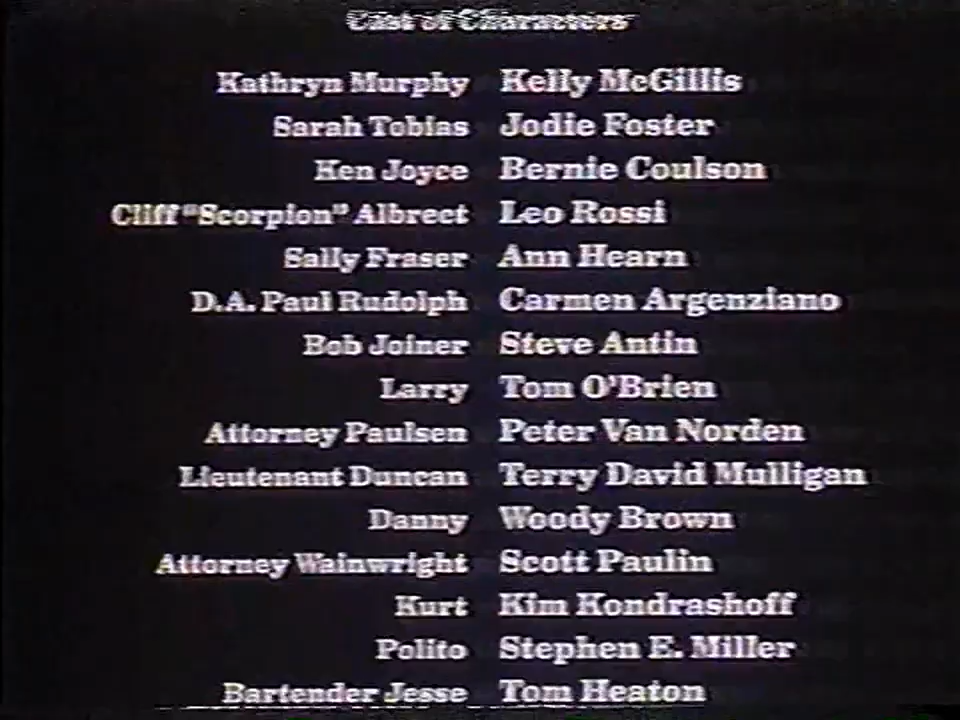 Cast of Characters
Kathryn Murphy Kelly McGillis
Sarah Tobias Jodie Foster
Ken Joyce Bernie Coulson
Cliff "Scorpion" Albrect Leo Rossi
Sally Fraser Ann Hearn
D.A. Paul Rudolph Carmen Argenziano
Bob Joiner Steve Antin
Larry Tom O'Brien
Attorney Paulsen Peter Van Norden
Lieutenant Duncan Terry David Mulligan
Danny Woody Brown
Attorney Wainwright Scott Paulin
Kurt Kim Kondrashoff
Polito Stephen E. Miller
Bartender Jesse Tom Heaton